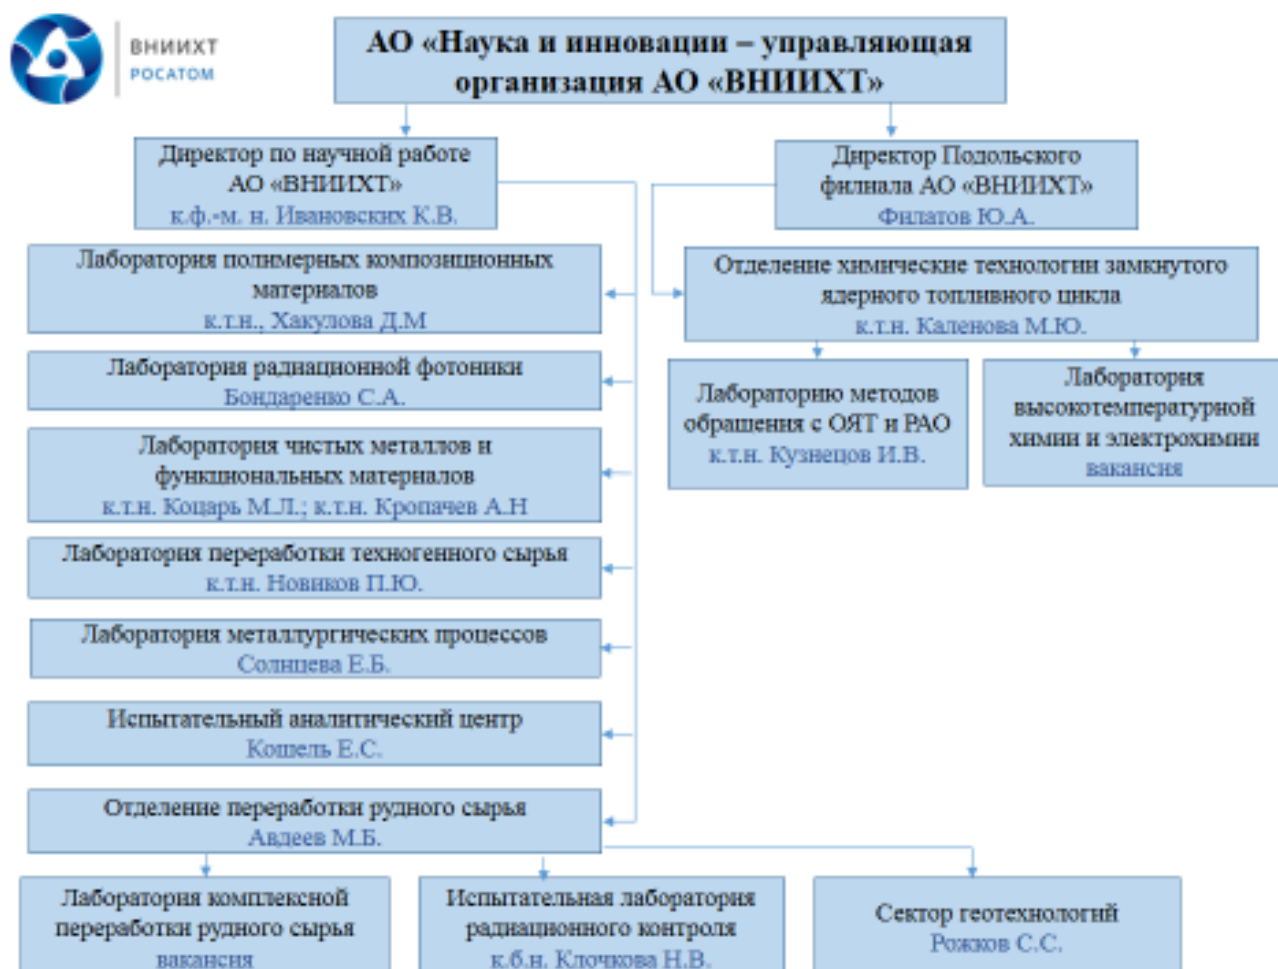 ВНИИХТ
РОСАТОМ
АО «Наука и инновации – управляющая
организация АО «ВНИИХТ»
Директор по научной работе
АО «ВНИИХТ»
к.ф.-м. н. Ивановских К.В.
Директор Подольского
филиала АО «ВНИИХТ»
Филатов Ю.А.
Лаборатория полимерных композиционных
материалов
к.т.н., Хакулова Д.М
Отделение химические технологии замкнутого
ядерного топливного цикла
к.т.н. Каленова М.Ю.
Лаборатория радиационной фотоники
Бондаренко С.А.
Лабораторию методов
обращения с ОЯТ и РАО
к.т.н. Кузнецов И.В.
Лаборатория
высокотемпературной
химии и электрохимии
вакансия
Лаборатория чистых металлов и
функциональных материалов
к.т.н. Коцарь М.Л.; к.т.н. Кропачев А.Н
Лаборатория переработки техногенного сырья
к.т.н. Новиков П.Ю.
Лаборатория металлургических процессов
Солнцева Е.Б.
Испытательный аналитический центр
Кошель Е.С.
Отделение переработки рудного сырья
Авдеев М.Б.
Лаборатория комплексной
переработки рудного сырья
вакансия
Испытательная лаборатория
радиационного контроля
к.б.н. Клочкова Н.В.
Сектор геотехнологий
Рожков С.С.